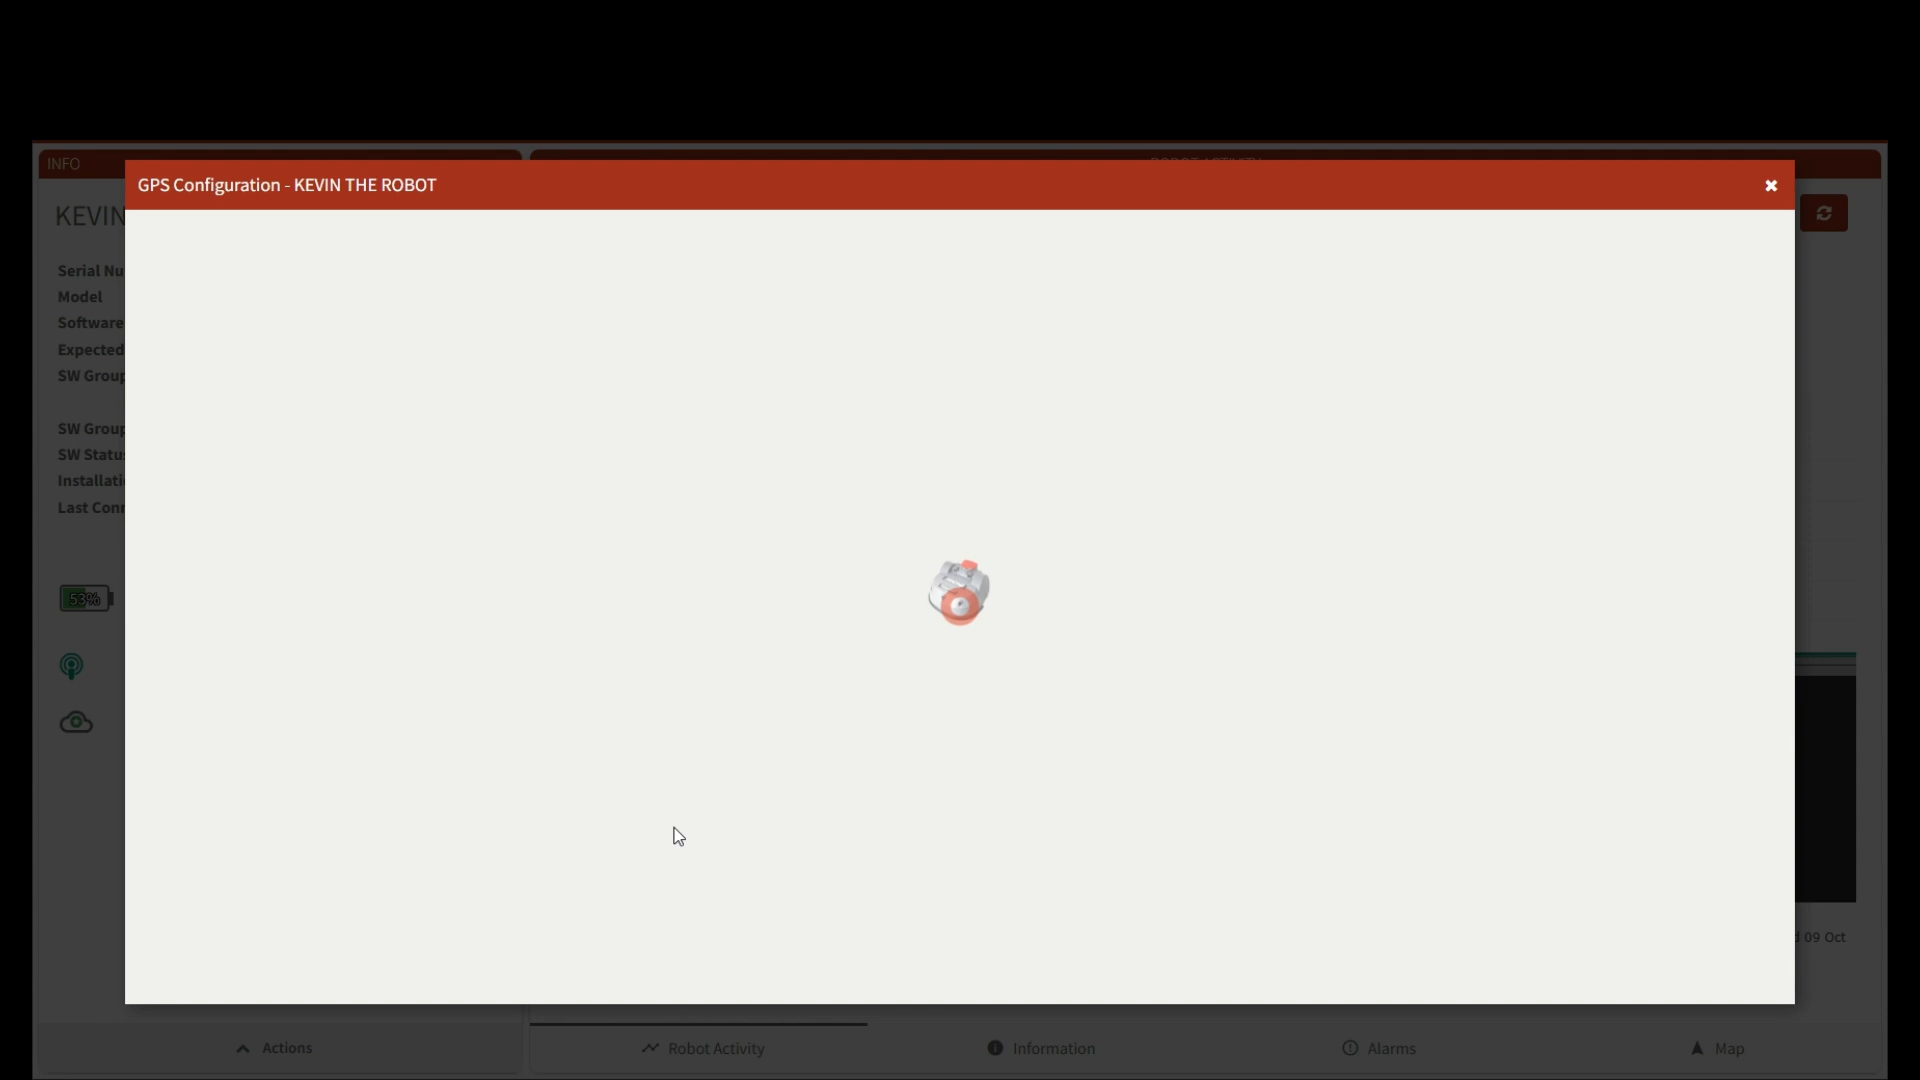 INFO
GPS Configuration - KEVIN THE ROBOT
KEVIN
Serial Nu
Model
Software
Expected
SW Group
SW Group
SW Status
Installati
Last Conn
53%
09 Oct
Actions
Robot Activity
Information
Alarms
Map